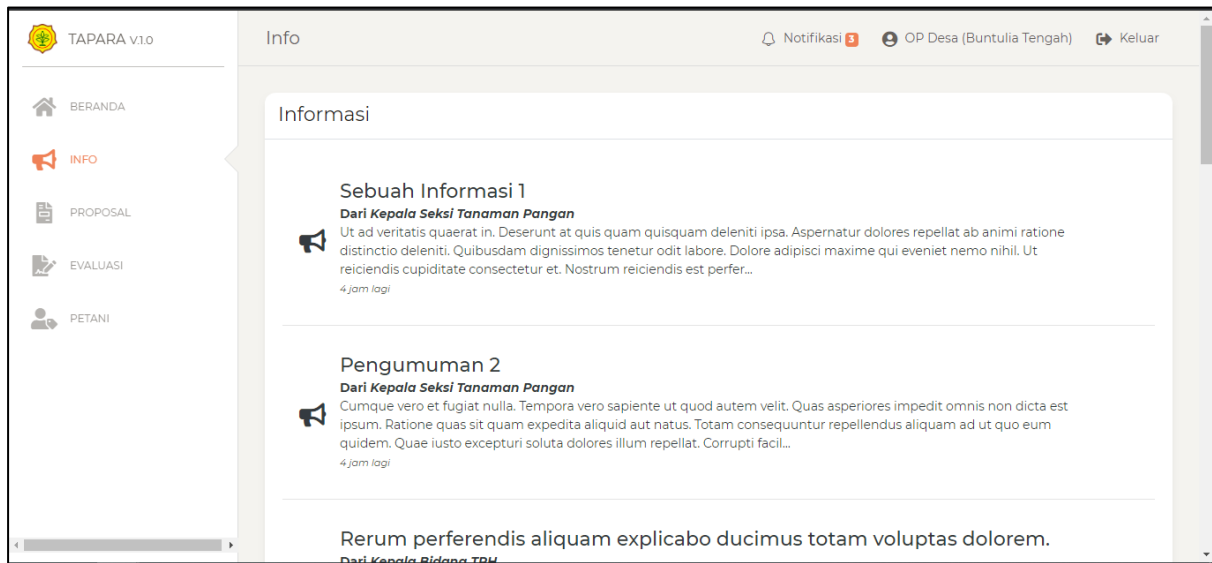 TAPARA V.1.0
Info
Notifikasi 3
OP Desa (Buntulia Tengah)
Keluar
BERANDA
INFO
PROPOSAL
EVALUASI
PETANI
Informasi
Sebuah Informasi 1
Dari Kepala Seksi Tanaman Pangan
Ut ad veritatis quaerat in. Deserunt at quis quam quisquam deleniti ipsa. Aspernatur dolores repellat ab animi ratione
distinctio deleniti. Quibusdam dignissimos tenetur odit labore. Dolore adipisci maxime qui eveniet nemo nihil. Ut
reiciendis cupiditate consectetur et. Nostrum reiciendis est perfer...
4 jam lagi
Pengumuman 2
Dari Kepala Seksi Tanaman Pangan
Cumque vero et fugiat nulla. Tempora vero sapiente ut quod autem velit. Quas asperiores impedit omnis non dicta est
ipsum. Ratione quas sit quam expedita aliquid aut natus. Totam consequuntur repellendus aliquam ad ut quo eum
quidem. Quae iusto excepturi soluta dolores illum repellat. Corrupti facil...
4 jam lagi
Rerum perferendis aliquam explicabo ducimus totam voluptas dolorem.
Dari Kepala Bidang TPH